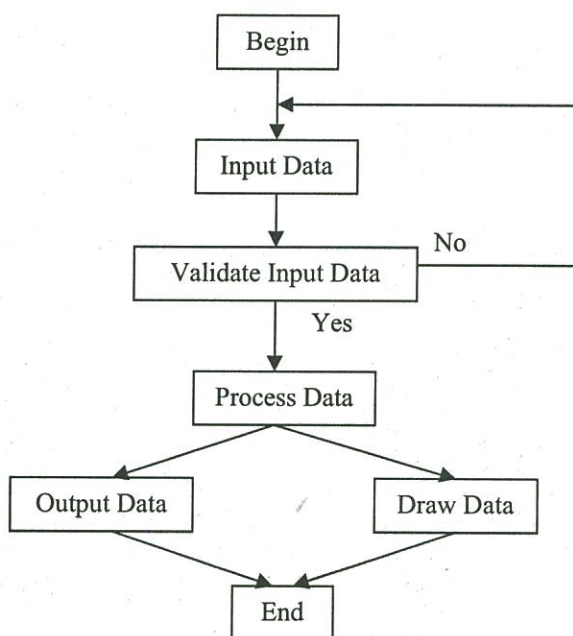 Begin
Input Data
Validate Input Data
No
Yes
Process Data
Output Data
Draw Data
End